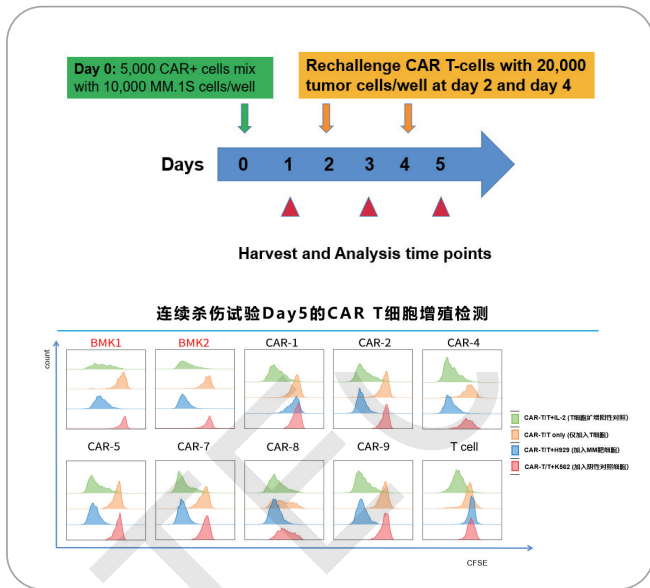 Day 0: 5,000 CAR+ cells mix
with 10,000 MM.1S cells/well
Rechallenge CAR T-cells with 20,000
tumor cells/well at day 2 and day 4
Days 0 1 2 3 4 5
Harvest and Analysis time points
连续杀伤试验Day5的CAR T细胞增殖检测
count
BMK1 BMK2 CAR-1 CAR-2 CAR-4
CAR-5 CAR-7 CAR-8 CAR-9 T cell
CAR-T/T+IL-2 (T细胞扩增阳性对照)
CAR-T/T only (仅加入T细胞)
CAR-T/T+H929 (加入MM靶细胞)
CAR-T/T+K562 (加入阴性对照细胞)
CFSE